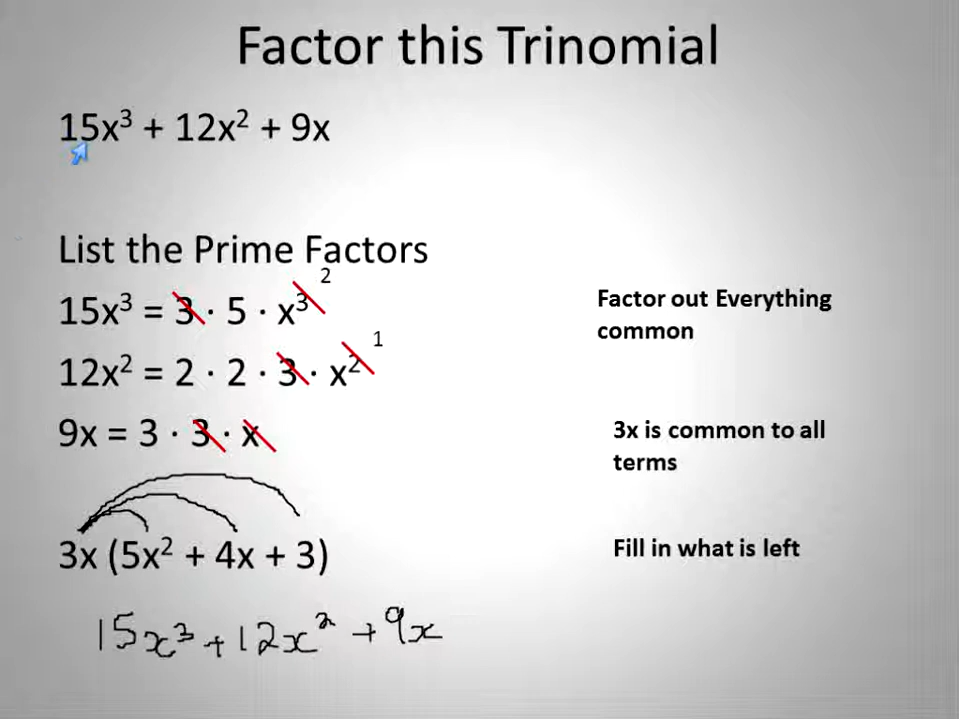 Factor this Trinomial
15x³ + 12x² + 9x
List the Prime Factors
15x³ = 3 · 5 · x³ 2
12x² = 2 · 2 · 3 · x² 1
9x = 3 · 3 · x
3x (5x² + 4x + 3)
15x³ + 12x² + 9x
Factor out Everything
common
3x is common to all
terms
Fill in what is left